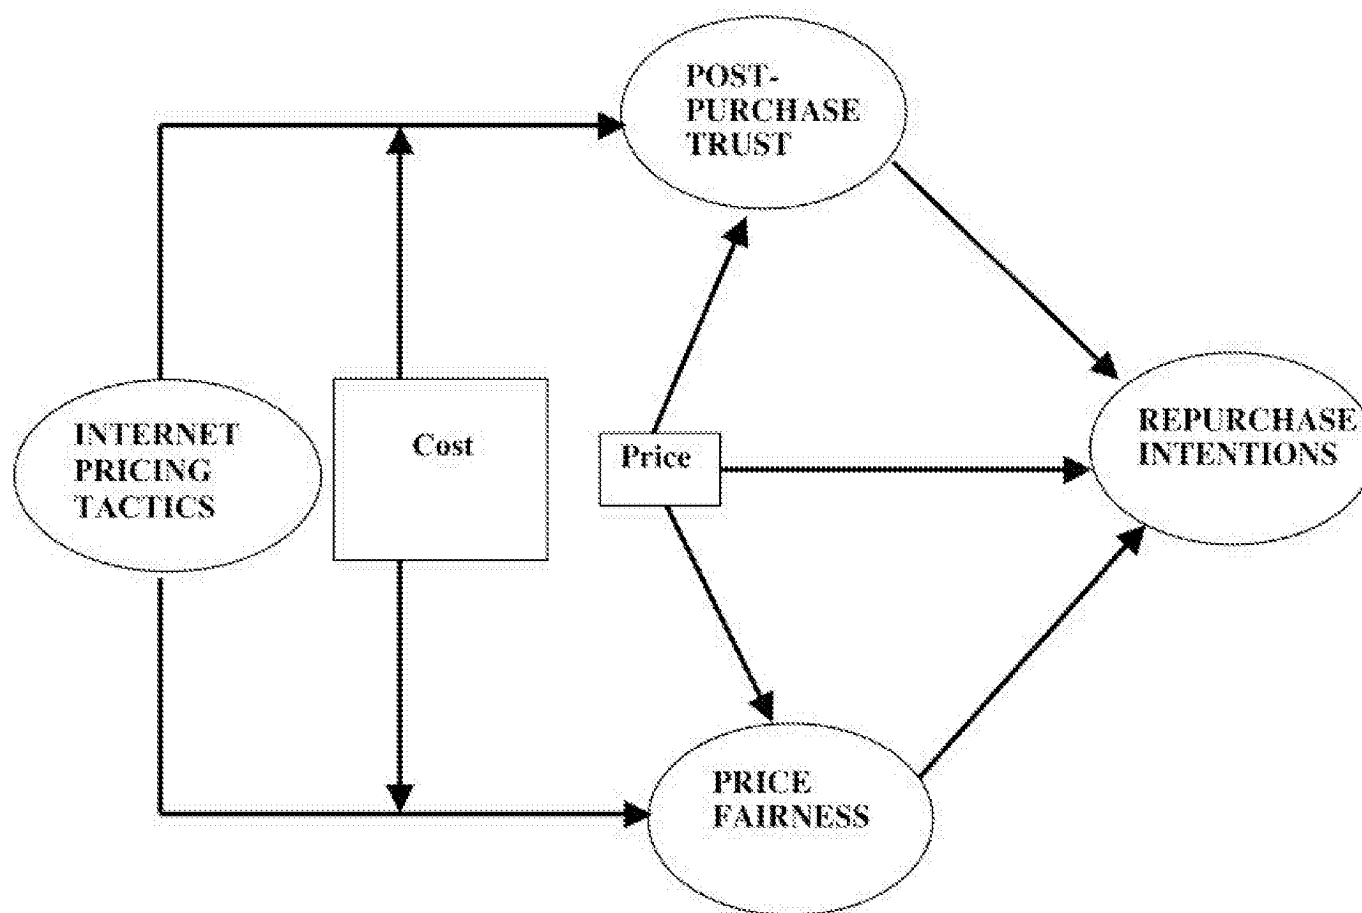 POST-
PURCHASE
TRUST
INTERNET
PRICING
TACTICS
Cost
Price
REPURCHASE
INTENTIONS
PRICE
FAIRNESS